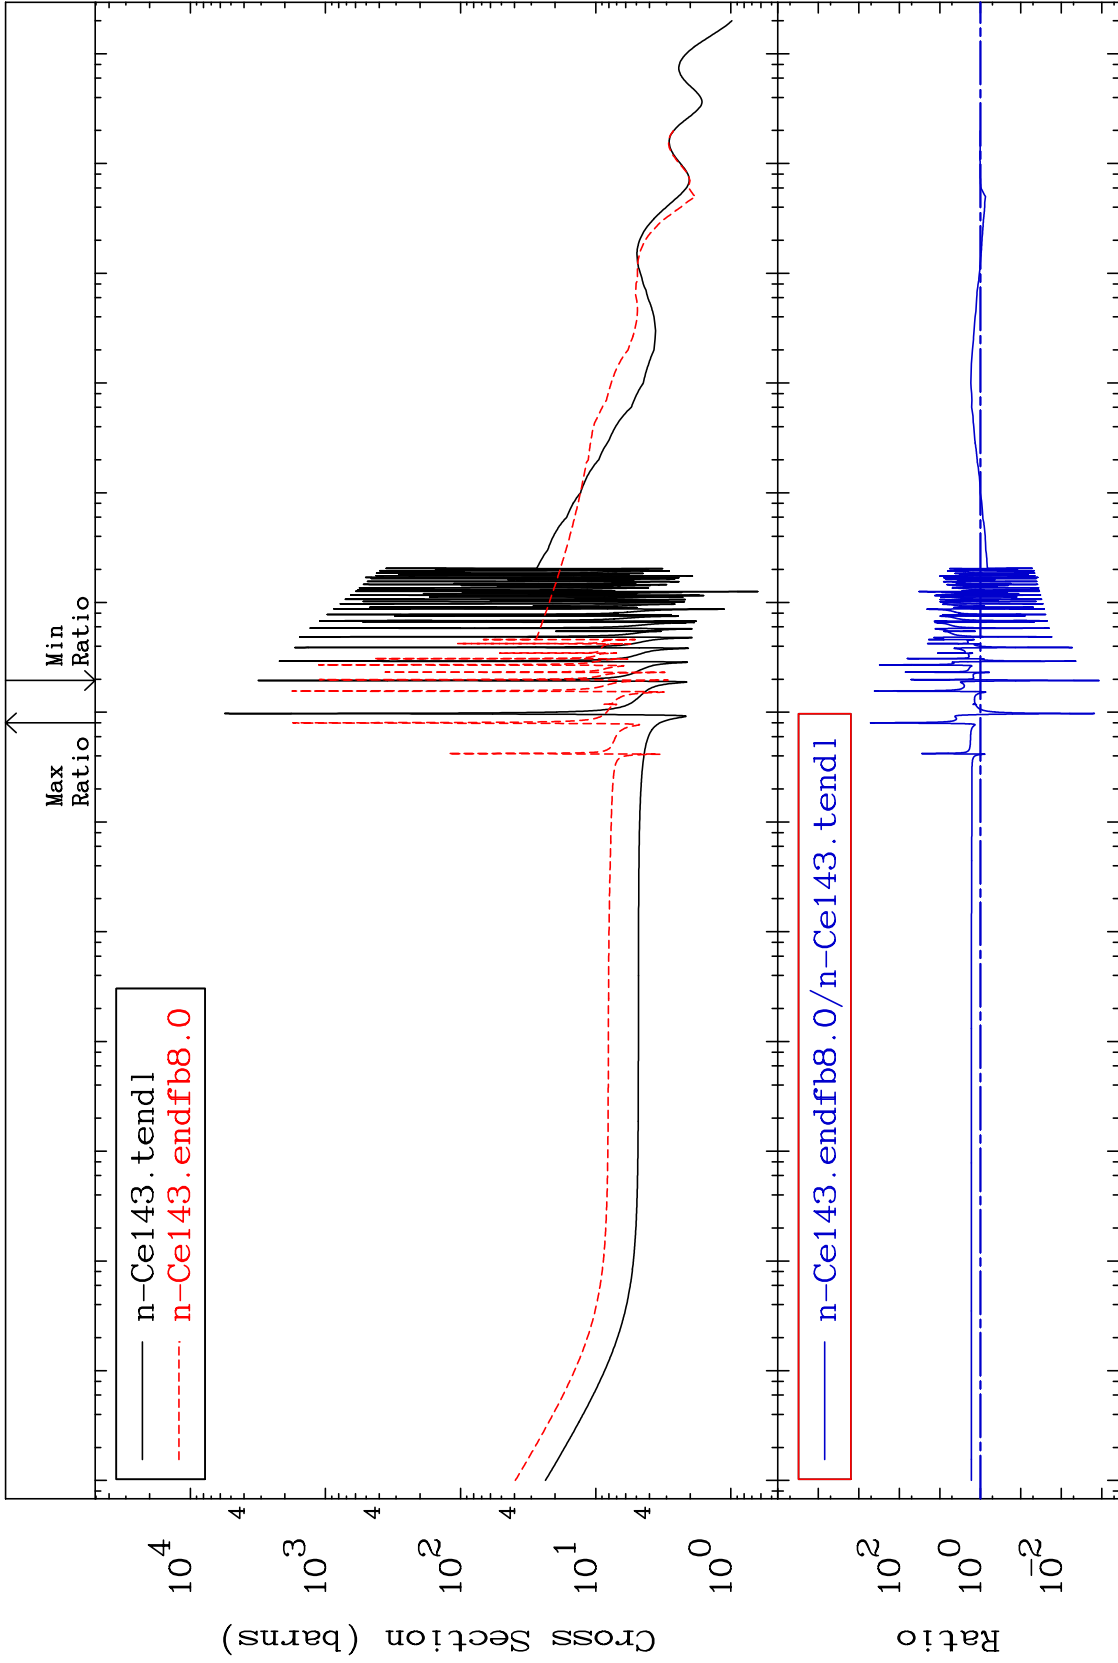 Max
Ratio
Min
Ratio
n-Ce143.tendl
n-Ce143.endfb8.0
Cross Section (barns)
10^4
4
10^3
4
10^2
4
10^1
4
10^0
n-Ce143.endfb8.0/n-Ce143.tendl
Ratio
10^2
10^0
10^-2